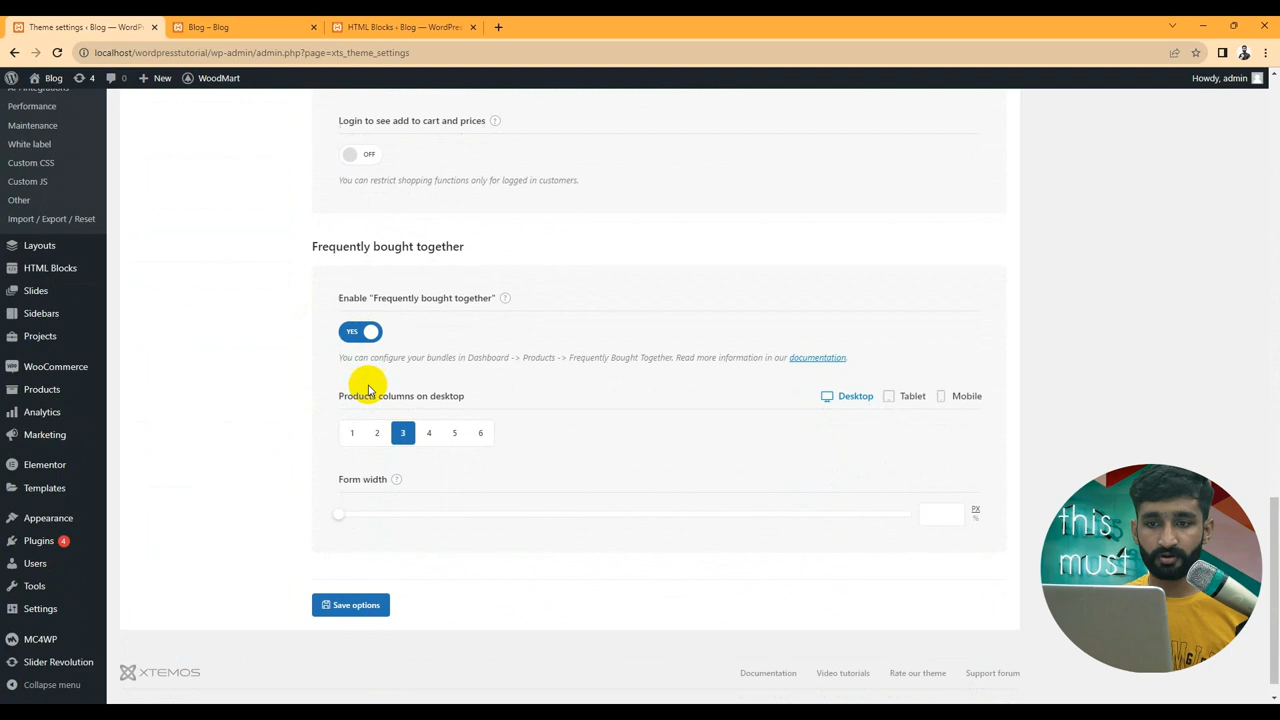 Theme settings ‹ Blog — WordPr
Blog – Blog
HTML Blocks ‹ Blog — WordPres
localhost/wordpresstutorial/wp-admin/admin.php?page=xts_theme_settings
Blog
4
0
New
WoodMart
Howdy, admin
API integrations
Performance
Maintenance
White label
Custom CSS
Custom JS
Other
Import / Export / Reset
Layouts
HTML Blocks
Slides
Sidebars
Projects
WooCommerce
Products
Analytics
Marketing
Elementor
Templates
Appearance
Plugins 4
Users
Tools
Settings
MC4WP
Slider Revolution
Collapse menu
Login to see add to cart and prices ?
OFF
You can restrict shopping functions only for logged in customers.
Frequently bought together
Enable "Frequently bought together" ?
YES
You can configure your bundles in Dashboard -> Products -> Frequently Bought Together. Read more information in our documentation.
Products columns on desktop
Desktop
Tablet
Mobile
1 2 3 4 5 6
Form width ?
PX
%
Save options
XTEMOS
Documentation
Video tutorials
Rate our theme
Support forum
this
must